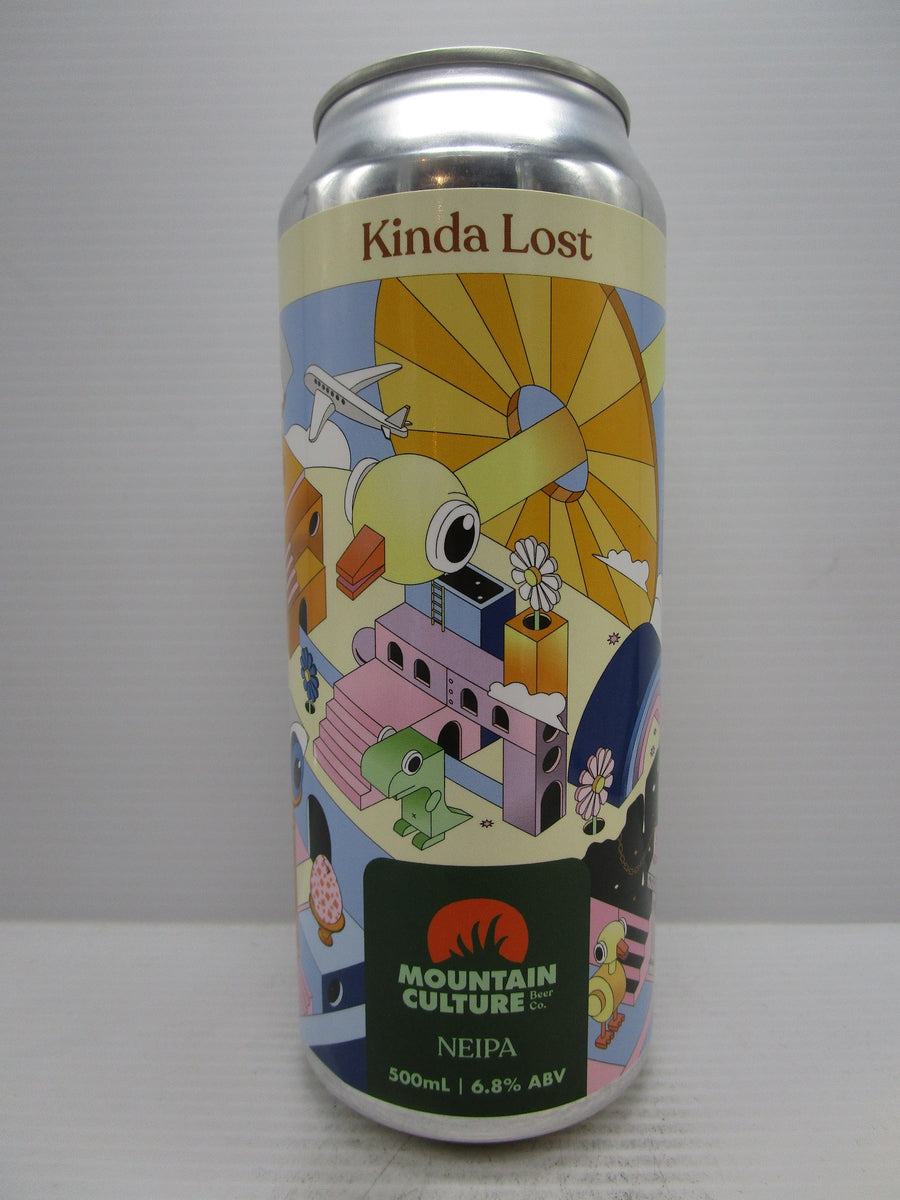 Kinda Lost
MOUNTAIN
CULTURE Beer Co.
NEIPA
500mL | 6.8% ABV